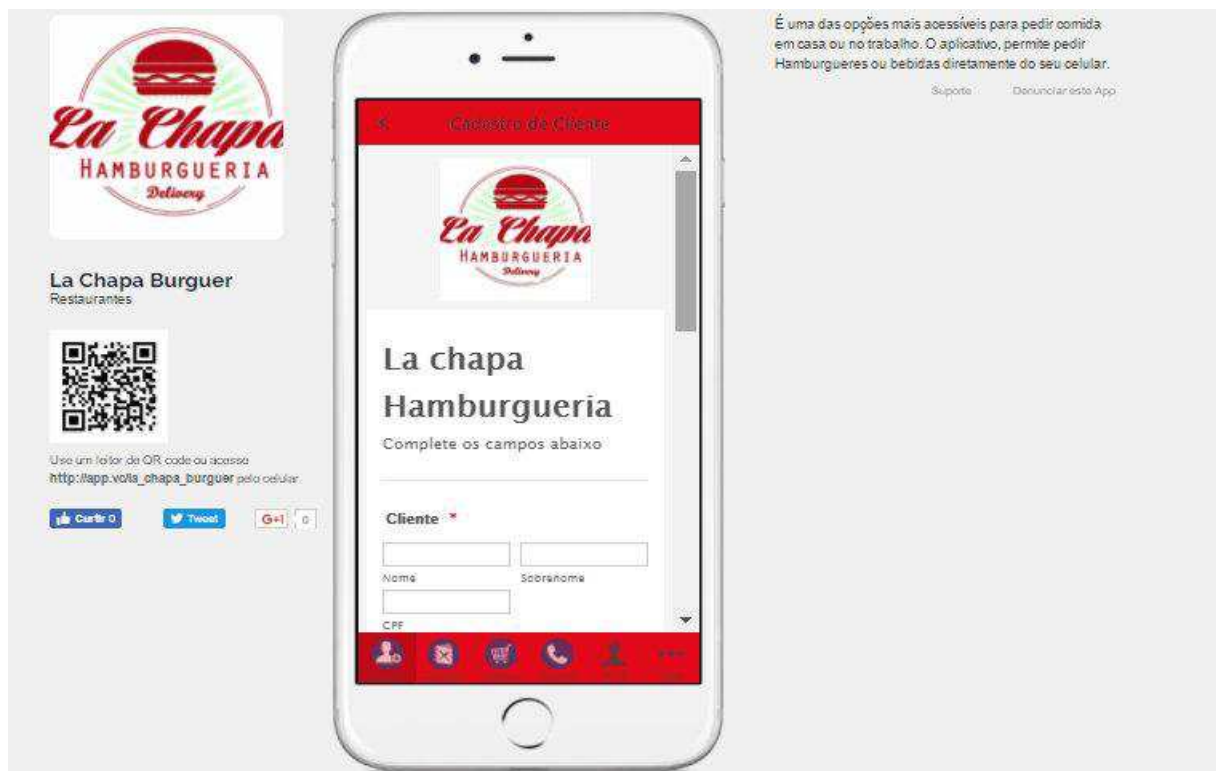 La Chapa
HAMBURGUERIA
Delivery
La Chapa Burguer
Restaurantes
Use um leitor de QR code ou acesse
http://app.vc/la_chapa_burguer pelo celular
Curtir 0
Tweet
G+1
0
Cadastro de Cliente
La Chapa
HAMBURGUERIA
Delivery
La chapa
Hamburgueria
Complete os campos abaixo
Cliente *
Nome Sobrenome
CPF
É uma das opções mais acessíveis para pedir comida
em casa ou no trabalho. O aplicativo, permite pedir
Hamburgueres ou bebidas diretamente do seu celular.
Suporte Denunciar este App